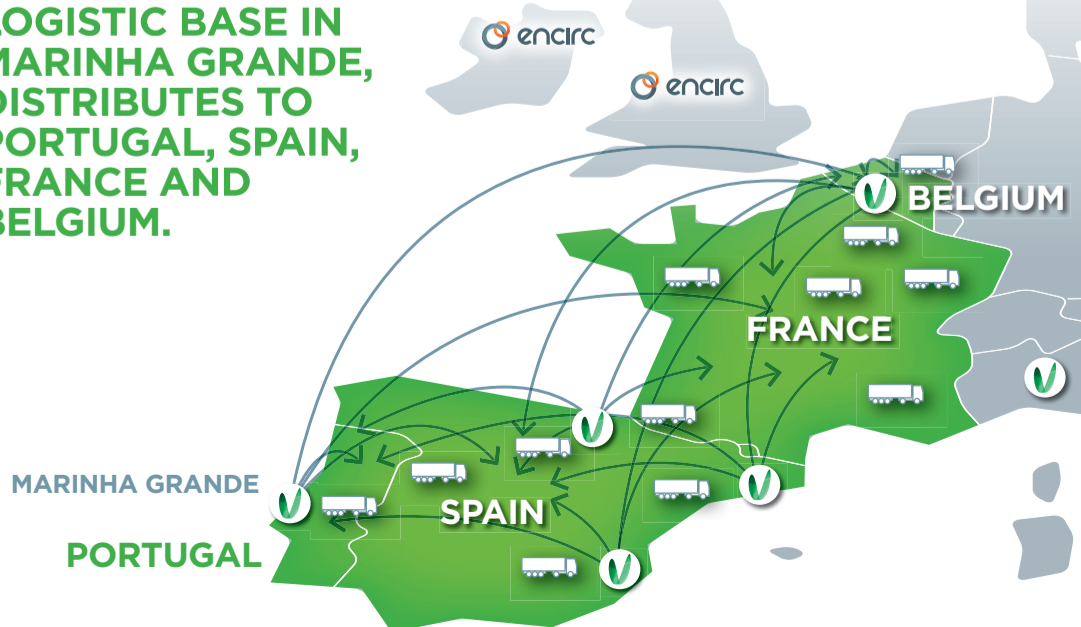 LOGISTIC BASE IN
MARINHA GRANDE,
DISTRIBUTES TO
PORTUGAL, SPAIN,
FRANCE AND
BELGIUM.
encirc
encirc
BELGIUM
FRANCE
MARINHA GRANDE
SPAIN
PORTUGAL